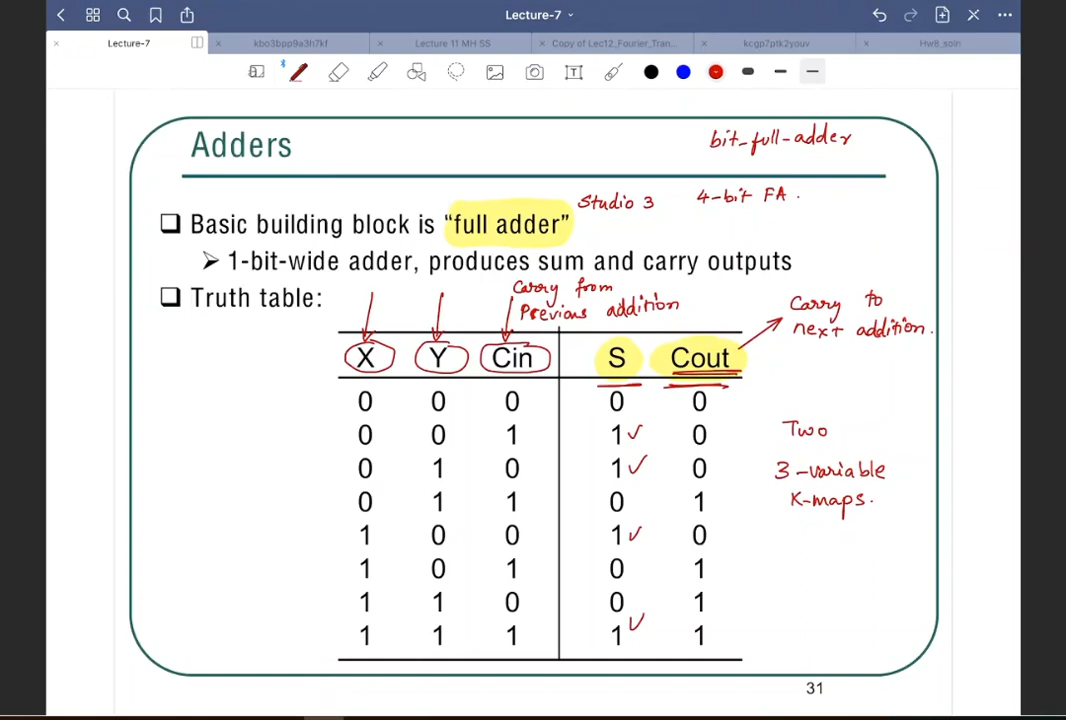 Lecture-7
Lecture-7
kbo3bpp9a3h7kf
Lecture 11 MH SS
Copy of Lec12_Fourier_Tran...
kcgp7ptk2youv
Hw8_soln
Adders
bit-full-adder
Studio 3
4-bit FA.
Basic building block is "full adder"
1-bit-wide adder, produces sum and carry outputs
Truth table:
Carry from
Previous addition
Carry to
next addition.
X Y Cin S Cout
0 0 0 0 0
0 0 1 1 0
0 1 0 1 0
0 1 1 0 1
1 0 0 1 0
1 0 1 0 1
1 1 0 0 1
1 1 1 1 1
Two
3-variable
K-maps.
31